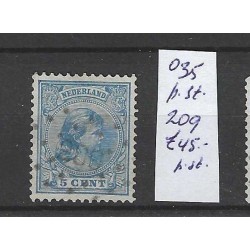 NEDERLAND
5 CENT
035
p.st.
209
€45.-
p.st.